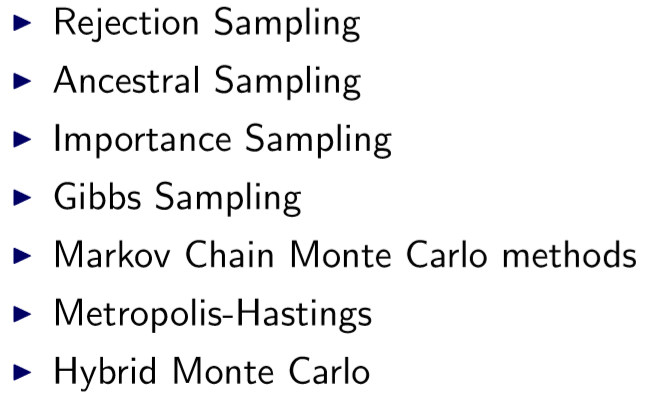 Rejection Sampling
Ancestral Sampling
Importance Sampling
Gibbs Sampling
Markov Chain Monte Carlo methods
Metropolis-Hastings
Hybrid Monte Carlo